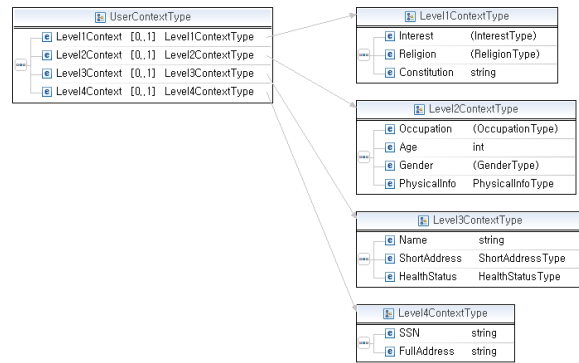 UserContextType
Level1Context [0..1] Level1ContextType
Level2Context [0..1] Level2ContextType
Level3Context [0..1] Level3ContextType
Level4Context [0..1] Level4ContextType
Level1ContextType
Interest (InterestType)
Religion (ReligionType)
Constitution string
Level2ContextType
Occupation (OccupationType)
Age int
Gender (GenderType)
PhysicalInfo PhysicalInfoType
Level3ContextType
Name string
ShortAddress ShortAddressType
HealthStatus HealthStatusType
Level4ContextType
SSN string
FullAddress string